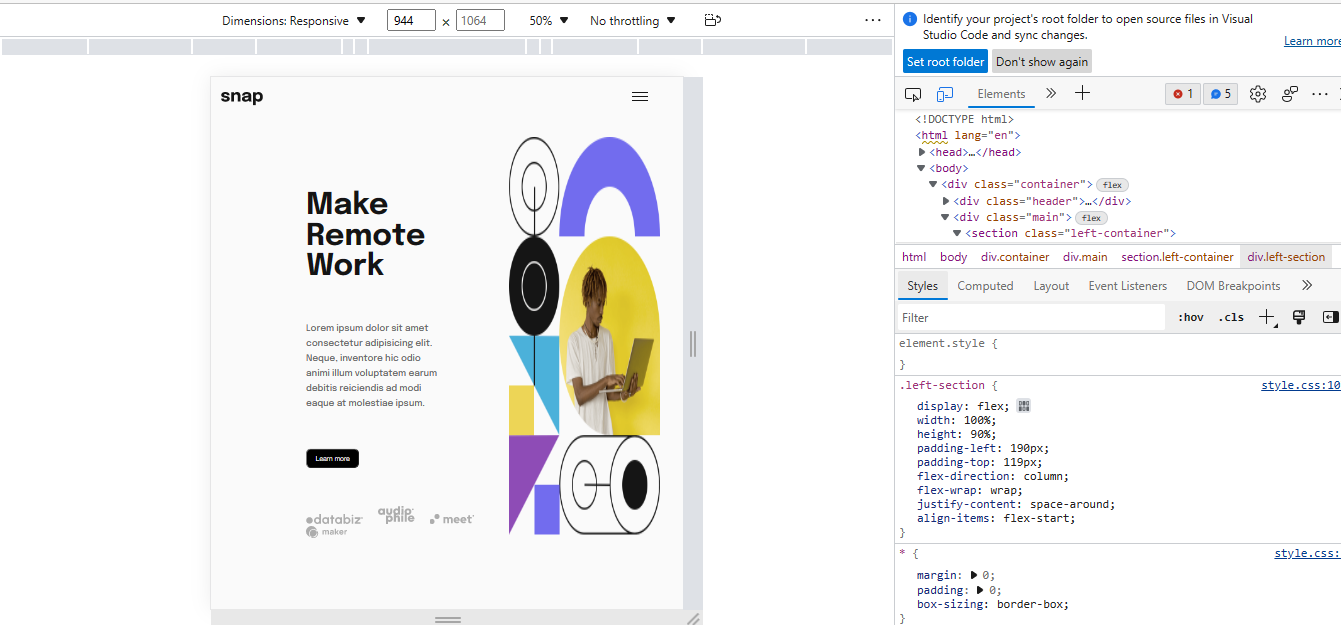 Dimensions: Responsive
944
×
1064
50%
No throttling
snap
Make
Remote
Work
Lorem ipsum dolor sit amet
consectetur adipisicing elit.
Neque, inventore hic odio
animi illum voluptatem earum
debitis reiciendis ad modi
eaque at molestiae ipsum.
Learn more
databiz
audiophile
meet
maker
Identify your project's root folder to open source files in Visual
Studio Code and sync changes.
Learn more
Set root folder
Don't show again
Elements
1
5
<!DOCTYPE html>
<html lang="en">
<head>…</head>
<body>
<div class="container"> flex
<div class="header">…</div>
<div class="main"> flex
<section class="left-container">
html body div.container div.main section.left-container div.left-section
Styles Computed Layout Event Listeners DOM Breakpoints
Filter
:hov .cls
element.style {
}
.left-section {
style.css:10
display: flex;
width: 100%;
height: 90%;
padding-left: 190px;
padding-top: 119px;
flex-direction: column;
flex-wrap: wrap;
justify-content: space-around;
align-items: flex-start;
}
* {
style.css:
margin: 0;
padding: 0;
box-sizing: border-box;
}